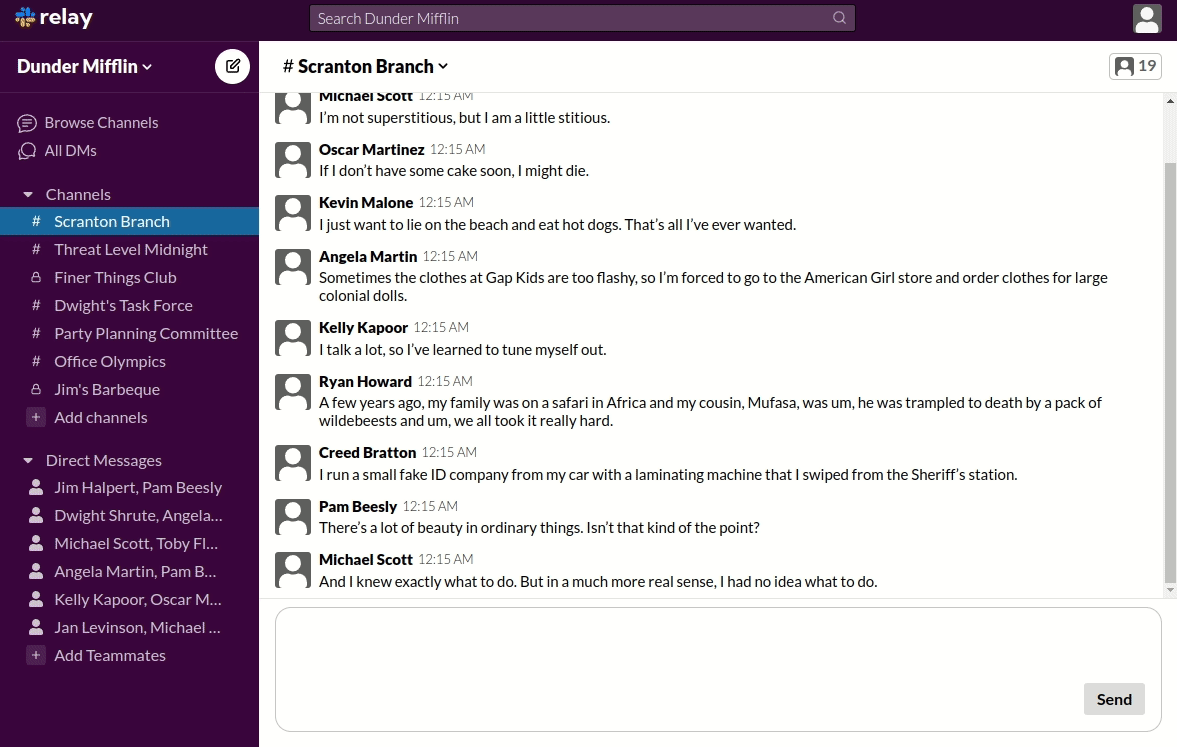 relay
Search Dunder Mifflin
Dunder Mifflin
# Scranton Branch
19
Browse Channels
All DMs
Channels
# Scranton Branch
# Threat Level Midnight
Finer Things Club
# Dwight's Task Force
# Party Planning Committee
# Office Olympics
Jim's Barbeque
+ Add channels
Direct Messages
Jim Halpert, Pam Beesly
Dwight Shrute, Angela...
Michael Scott, Toby Fl...
Angela Martin, Pam B...
Kelly Kapoor, Oscar M...
Jan Levinson, Michael ...
+ Add Teammates
Michael Scott 12:15 AM
I’m not superstitious, but I am a little stitious.
Oscar Martinez 12:15 AM
If I don’t have some cake soon, I might die.
Kevin Malone 12:15 AM
I just want to lie on the beach and eat hot dogs. That’s all I’ve ever wanted.
Angela Martin 12:15 AM
Sometimes the clothes at Gap Kids are too flashy, so I’m forced to go to the American Girl store and order clothes for large
colonial dolls.
Kelly Kapoor 12:15 AM
I talk a lot, so I’ve learned to tune myself out.
Ryan Howard 12:15 AM
A few years ago, my family was on a safari in Africa and my cousin, Mufasa, was um, he was trampled to death by a pack of
wildebeests and um, we all took it really hard.
Creed Bratton 12:15 AM
I run a small fake ID company from my car with a laminating machine that I swiped from the Sheriff’s station.
Pam Beesly 12:15 AM
There’s a lot of beauty in ordinary things. Isn’t that kind of the point?
Michael Scott 12:15 AM
And I knew exactly what to do. But in a much more real sense, I had no idea what to do.
Send